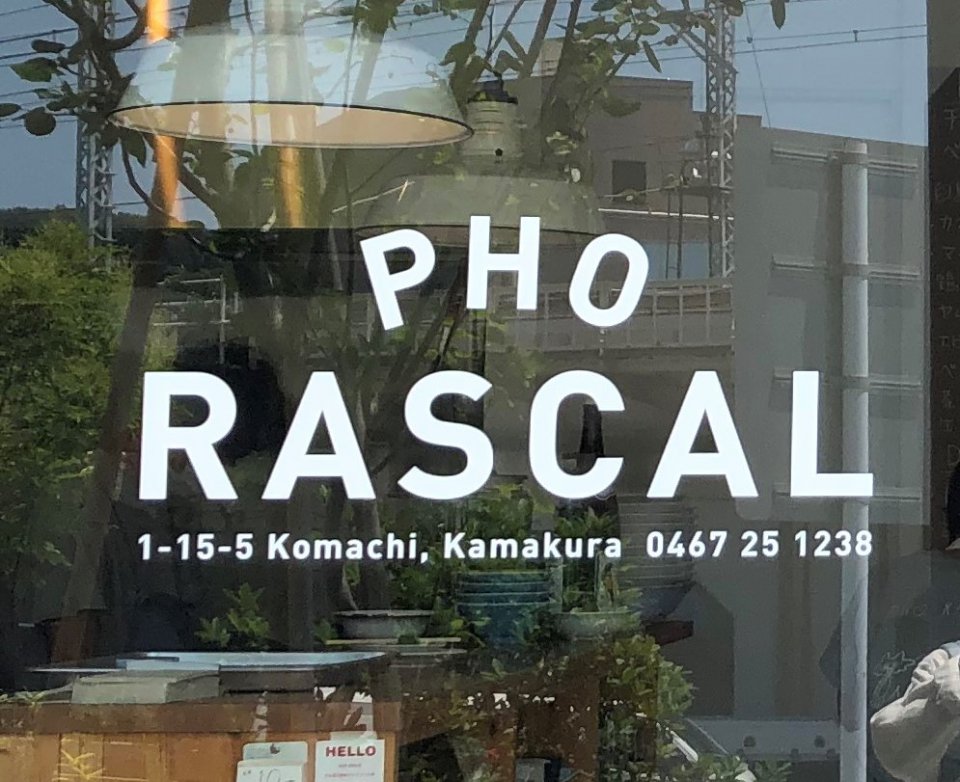 PHO
RASCAL
1-15-5 Komachi, Kamakura 0467 25 1238
HELLO